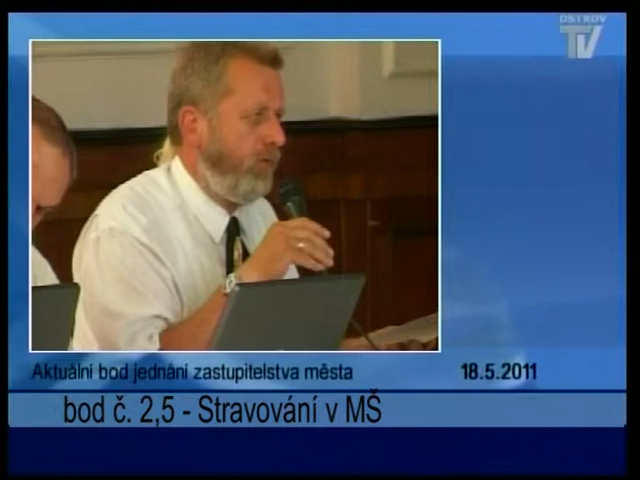 OSTROV
TV
Aktuální bod jednání zastupitelstva města
18.5.2011
bod č. 2,5 - Stravování v MŠ